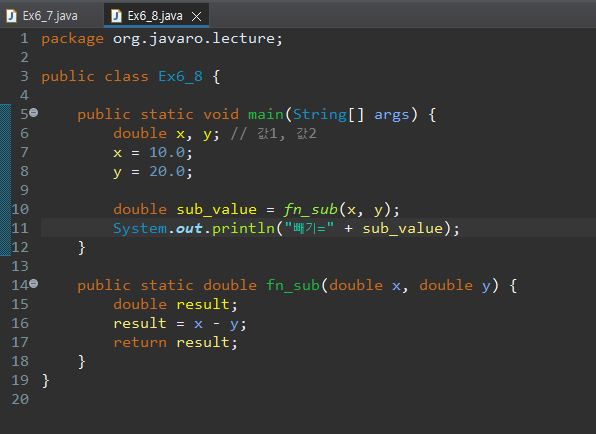 Ex6_7.java Ex6_8.java
1 package org.javaro.lecture;
2
3 public class Ex6_8 {
4
5     public static void main(String[] args) {
6         double x, y; // 값1, 값2
7         x = 10.0;
8         y = 20.0;
9
10         double sub_value = fn_sub(x, y);
11         System.out.println("빼기=" + sub_value);
12     }
13
14     public static double fn_sub(double x, double y) {
15         double result;
16         result = x - y;
17         return result;
18     }
19 }
20